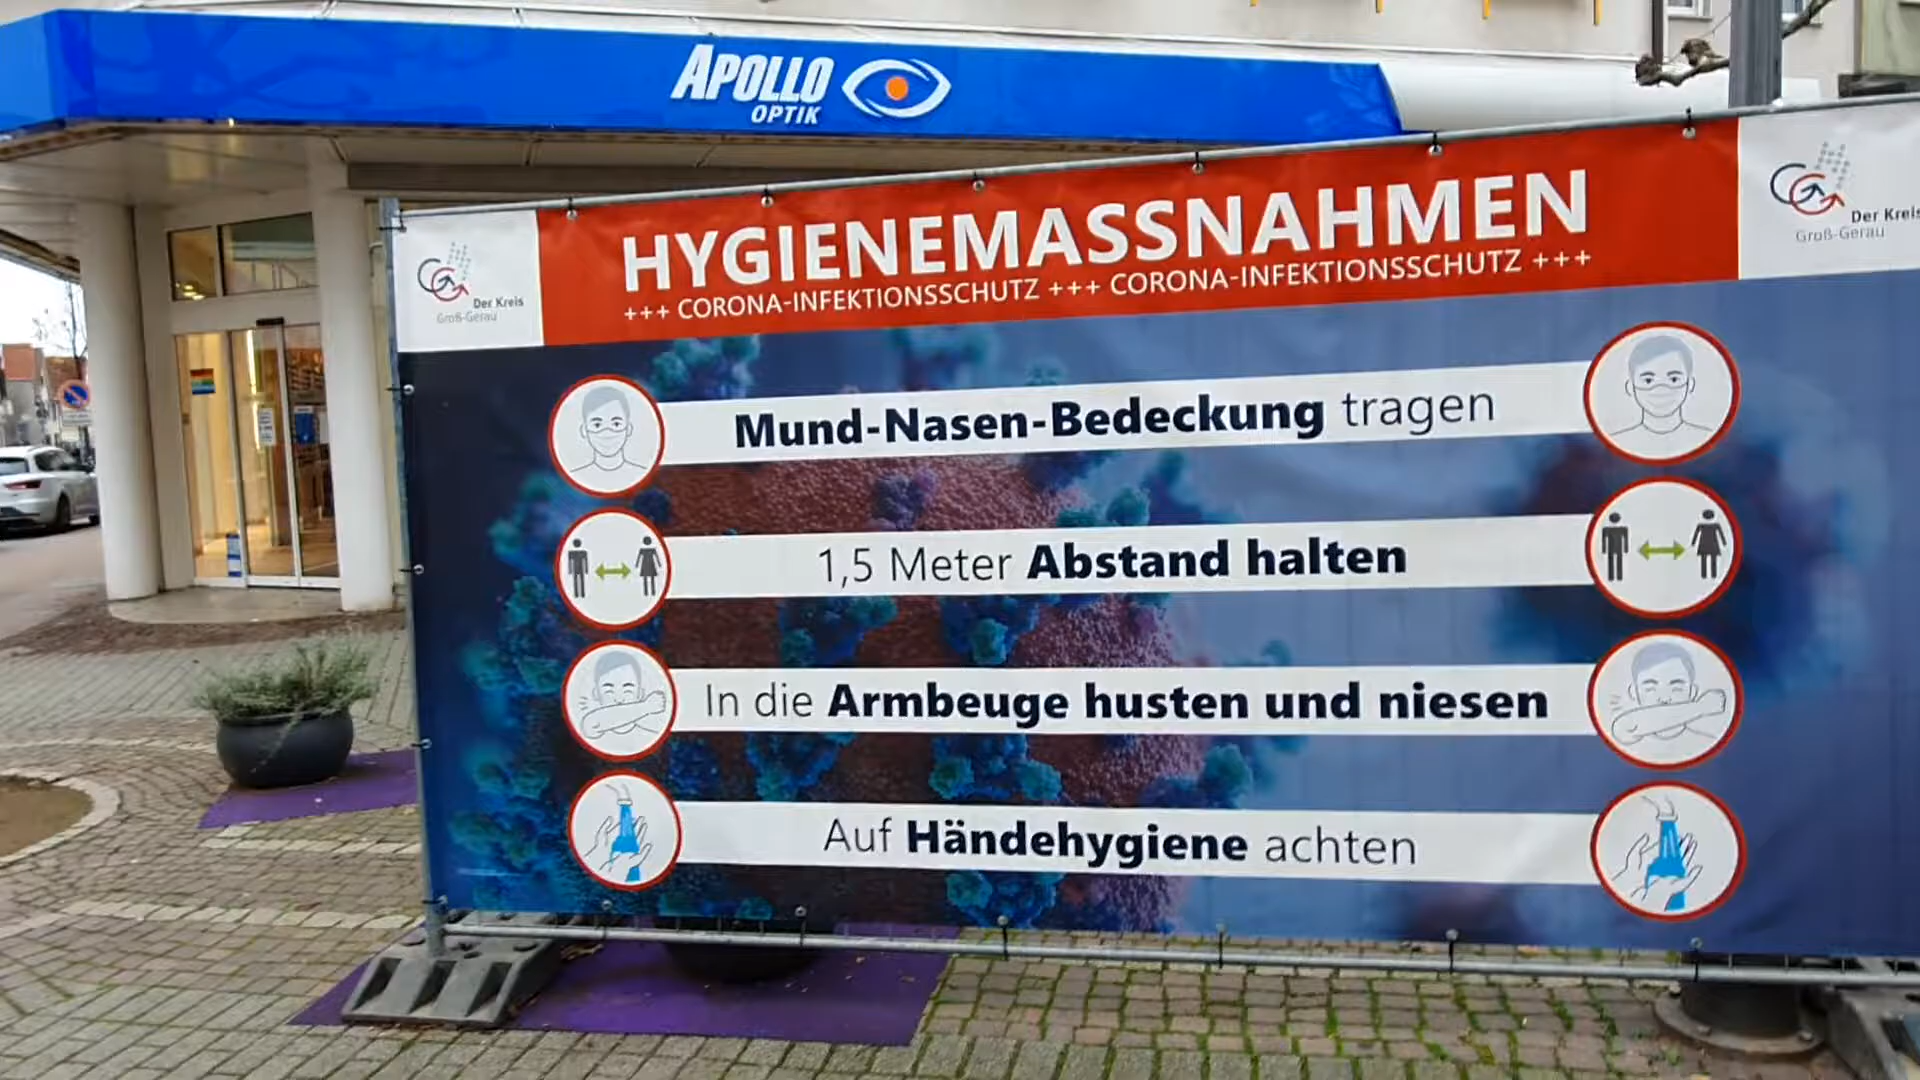 APOLLO
OPTIK
HYGIENEMASSNAHMEN
+++ CORONA-INFEKTIONSSCHUTZ +++ CORONA-INFEKTIONSSCHUTZ +++
Der Kreis
Groß-Gerau
Der Kreis
Groß-Gerau
Mund-Nasen-Bedeckung tragen
1,5 Meter Abstand halten
In die Armbeuge husten und niesen
Auf Händehygiene achten